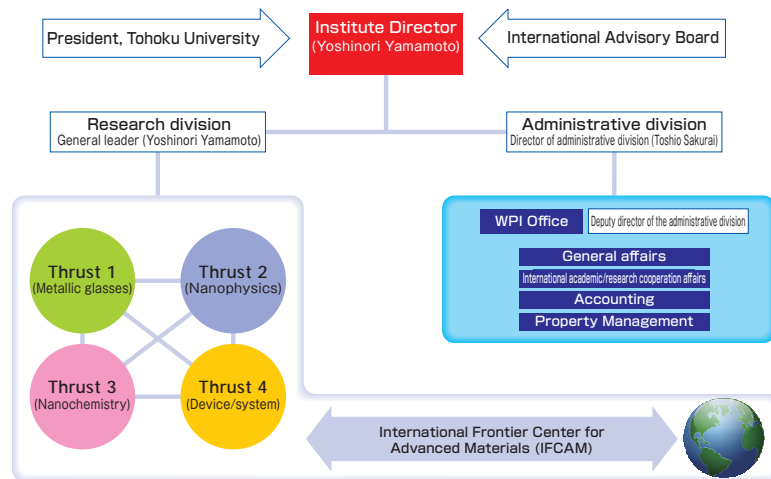 President, Tohoku University
Institute Director
(Yoshinori Yamamoto)
International Advisory Board
Research division
General leader (Yoshinori Yamamoto)
Administrative division
Director of administrative division (Toshio Sakurai)
WPI Office
Deputy director of the administrative division
General affairs
International academic/research cooperation affairs
Accounting
Property Management
Thrust 1
(Metallic glasses)
Thrust 2
(Nanophysics)
Thrust 3
(Nanochemistry)
Thrust 4
(Device/system)
International Frontier Center for
Advanced Materials (IFCAM)